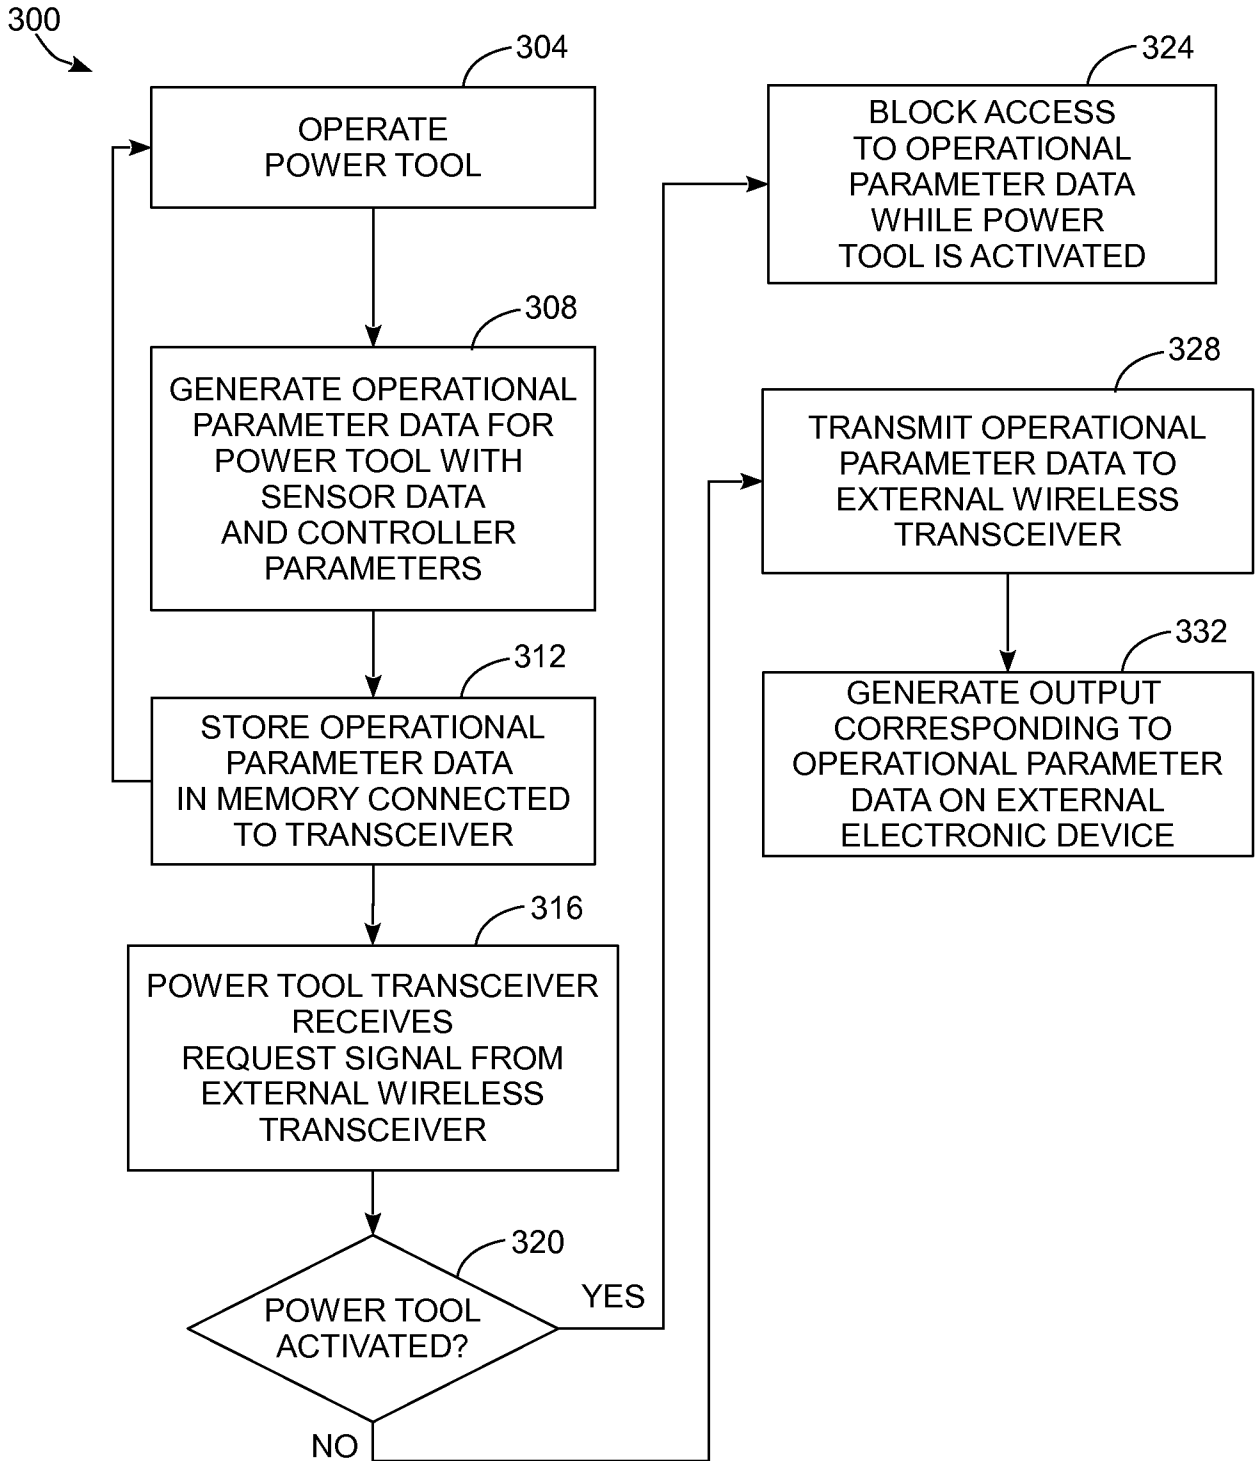 300
304
OPERATE
POWER TOOL
308
GENERATE OPERATIONAL
PARAMETER DATA FOR
POWER TOOL WITH
SENSOR DATA
AND CONTROLLER
PARAMETERS
312
STORE OPERATIONAL
PARAMETER DATA
IN MEMORY CONNECTED
TO TRANSCEIVER
316
POWER TOOL TRANSCEIVER
RECEIVES
REQUEST SIGNAL FROM
EXTERNAL WIRELESS
TRANSCEIVER
320
POWER TOOL
ACTIVATED?
YES
NO
324
BLOCK ACCESS
TO OPERATIONAL
PARAMETER DATA
WHILE POWER
TOOL IS ACTIVATED
328
TRANSMIT OPERATIONAL
PARAMETER DATA TO
EXTERNAL WIRELESS
TRANSCEIVER
332
GENERATE OUTPUT
CORRESPONDING TO
OPERATIONAL PARAMETER
DATA ON EXTERNAL
ELECTRONIC DEVICE